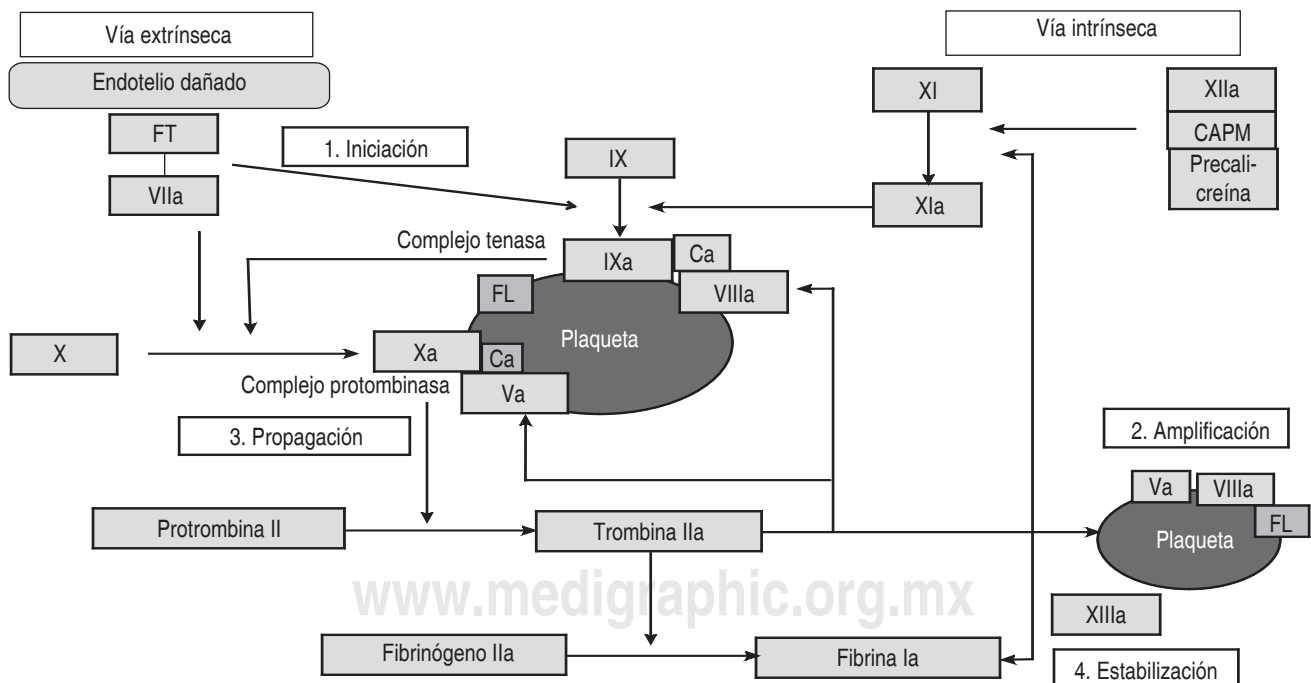 Vía extrínseca
Vía intrínseca
Endotelio dañado
FT
VIIa
1. Iniciación
IX
XI
XIIa
CAPM
Precali-
creína
XIa
Complejo tenasa
IXa
Ca
VIIIa
FL
Plaqueta
X
Xa
Ca
Va
Complejo protombinasa
3. Propagación
2. Amplificación
Va
VIIIa
FL
Plaqueta
Protrombina II
Trombina IIa
www.medigraphic.org.mx
XIIIa
Fibrinógeno IIa
Fibrina Ia
4. Estabilización